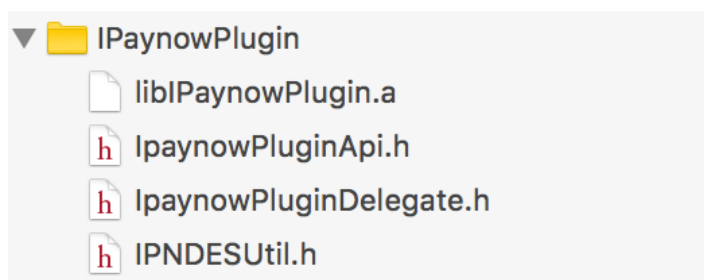 IPaynowPlugin
libIPaynowPlugin.a
h IpaynowPluginApi.h
h IpaynowPluginDelegate.h
h IPNDESUtil.h